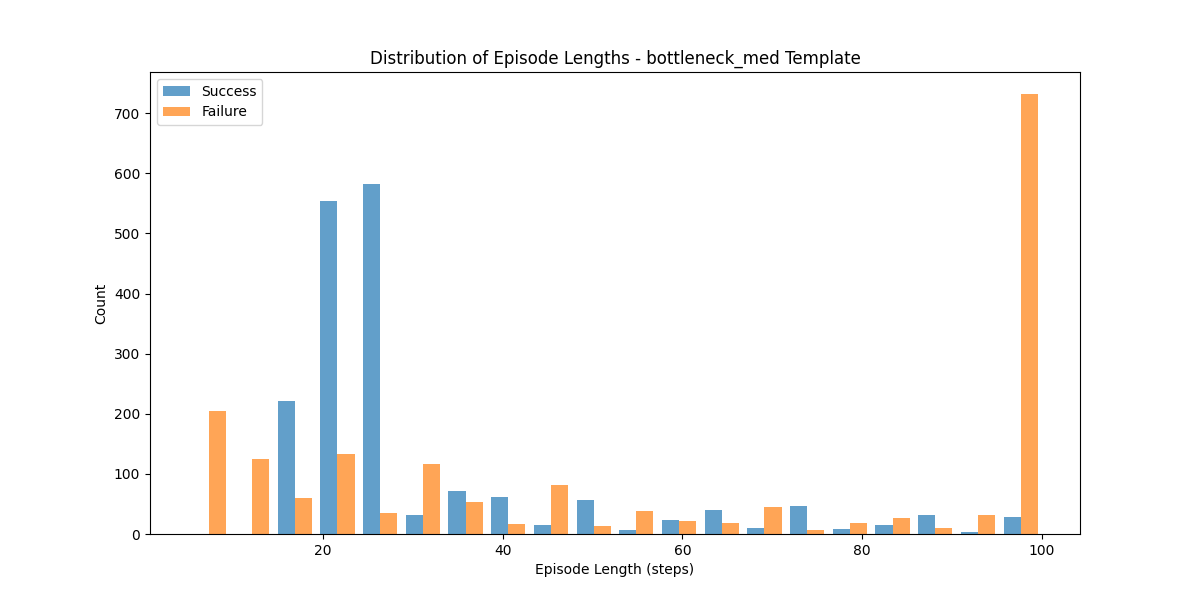 Distribution of Episode Lengths - bottleneck_med Template
Success
Failure
Count
700
600
500
400
300
200
100
0
20
40
60
80
100
Episode Length (steps)